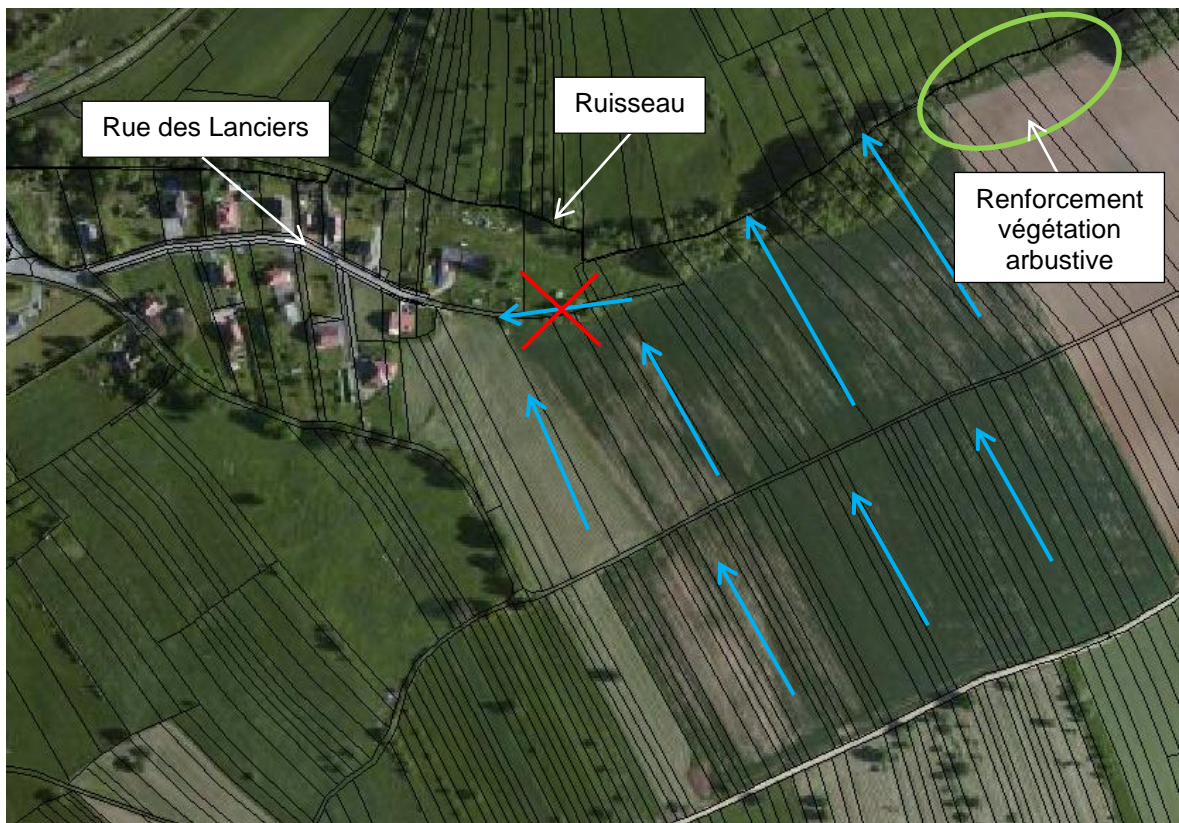 Rue des Lanciers
Ruisseau
Renforcement
végétation
arbustive